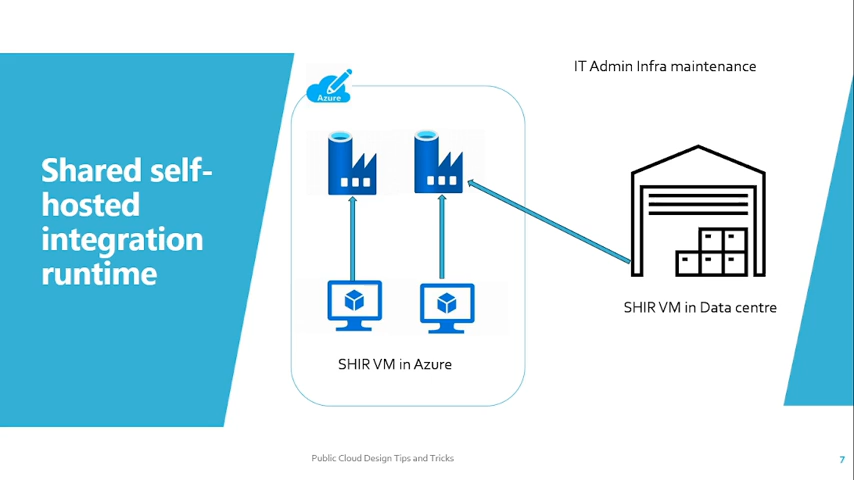 Shared self-
hosted
integration
runtime
Azure
IT Admin Infra maintenance
SHIR VM in Data centre
SHIR VM in Azure
Public Cloud Design Tips and Tricks
7